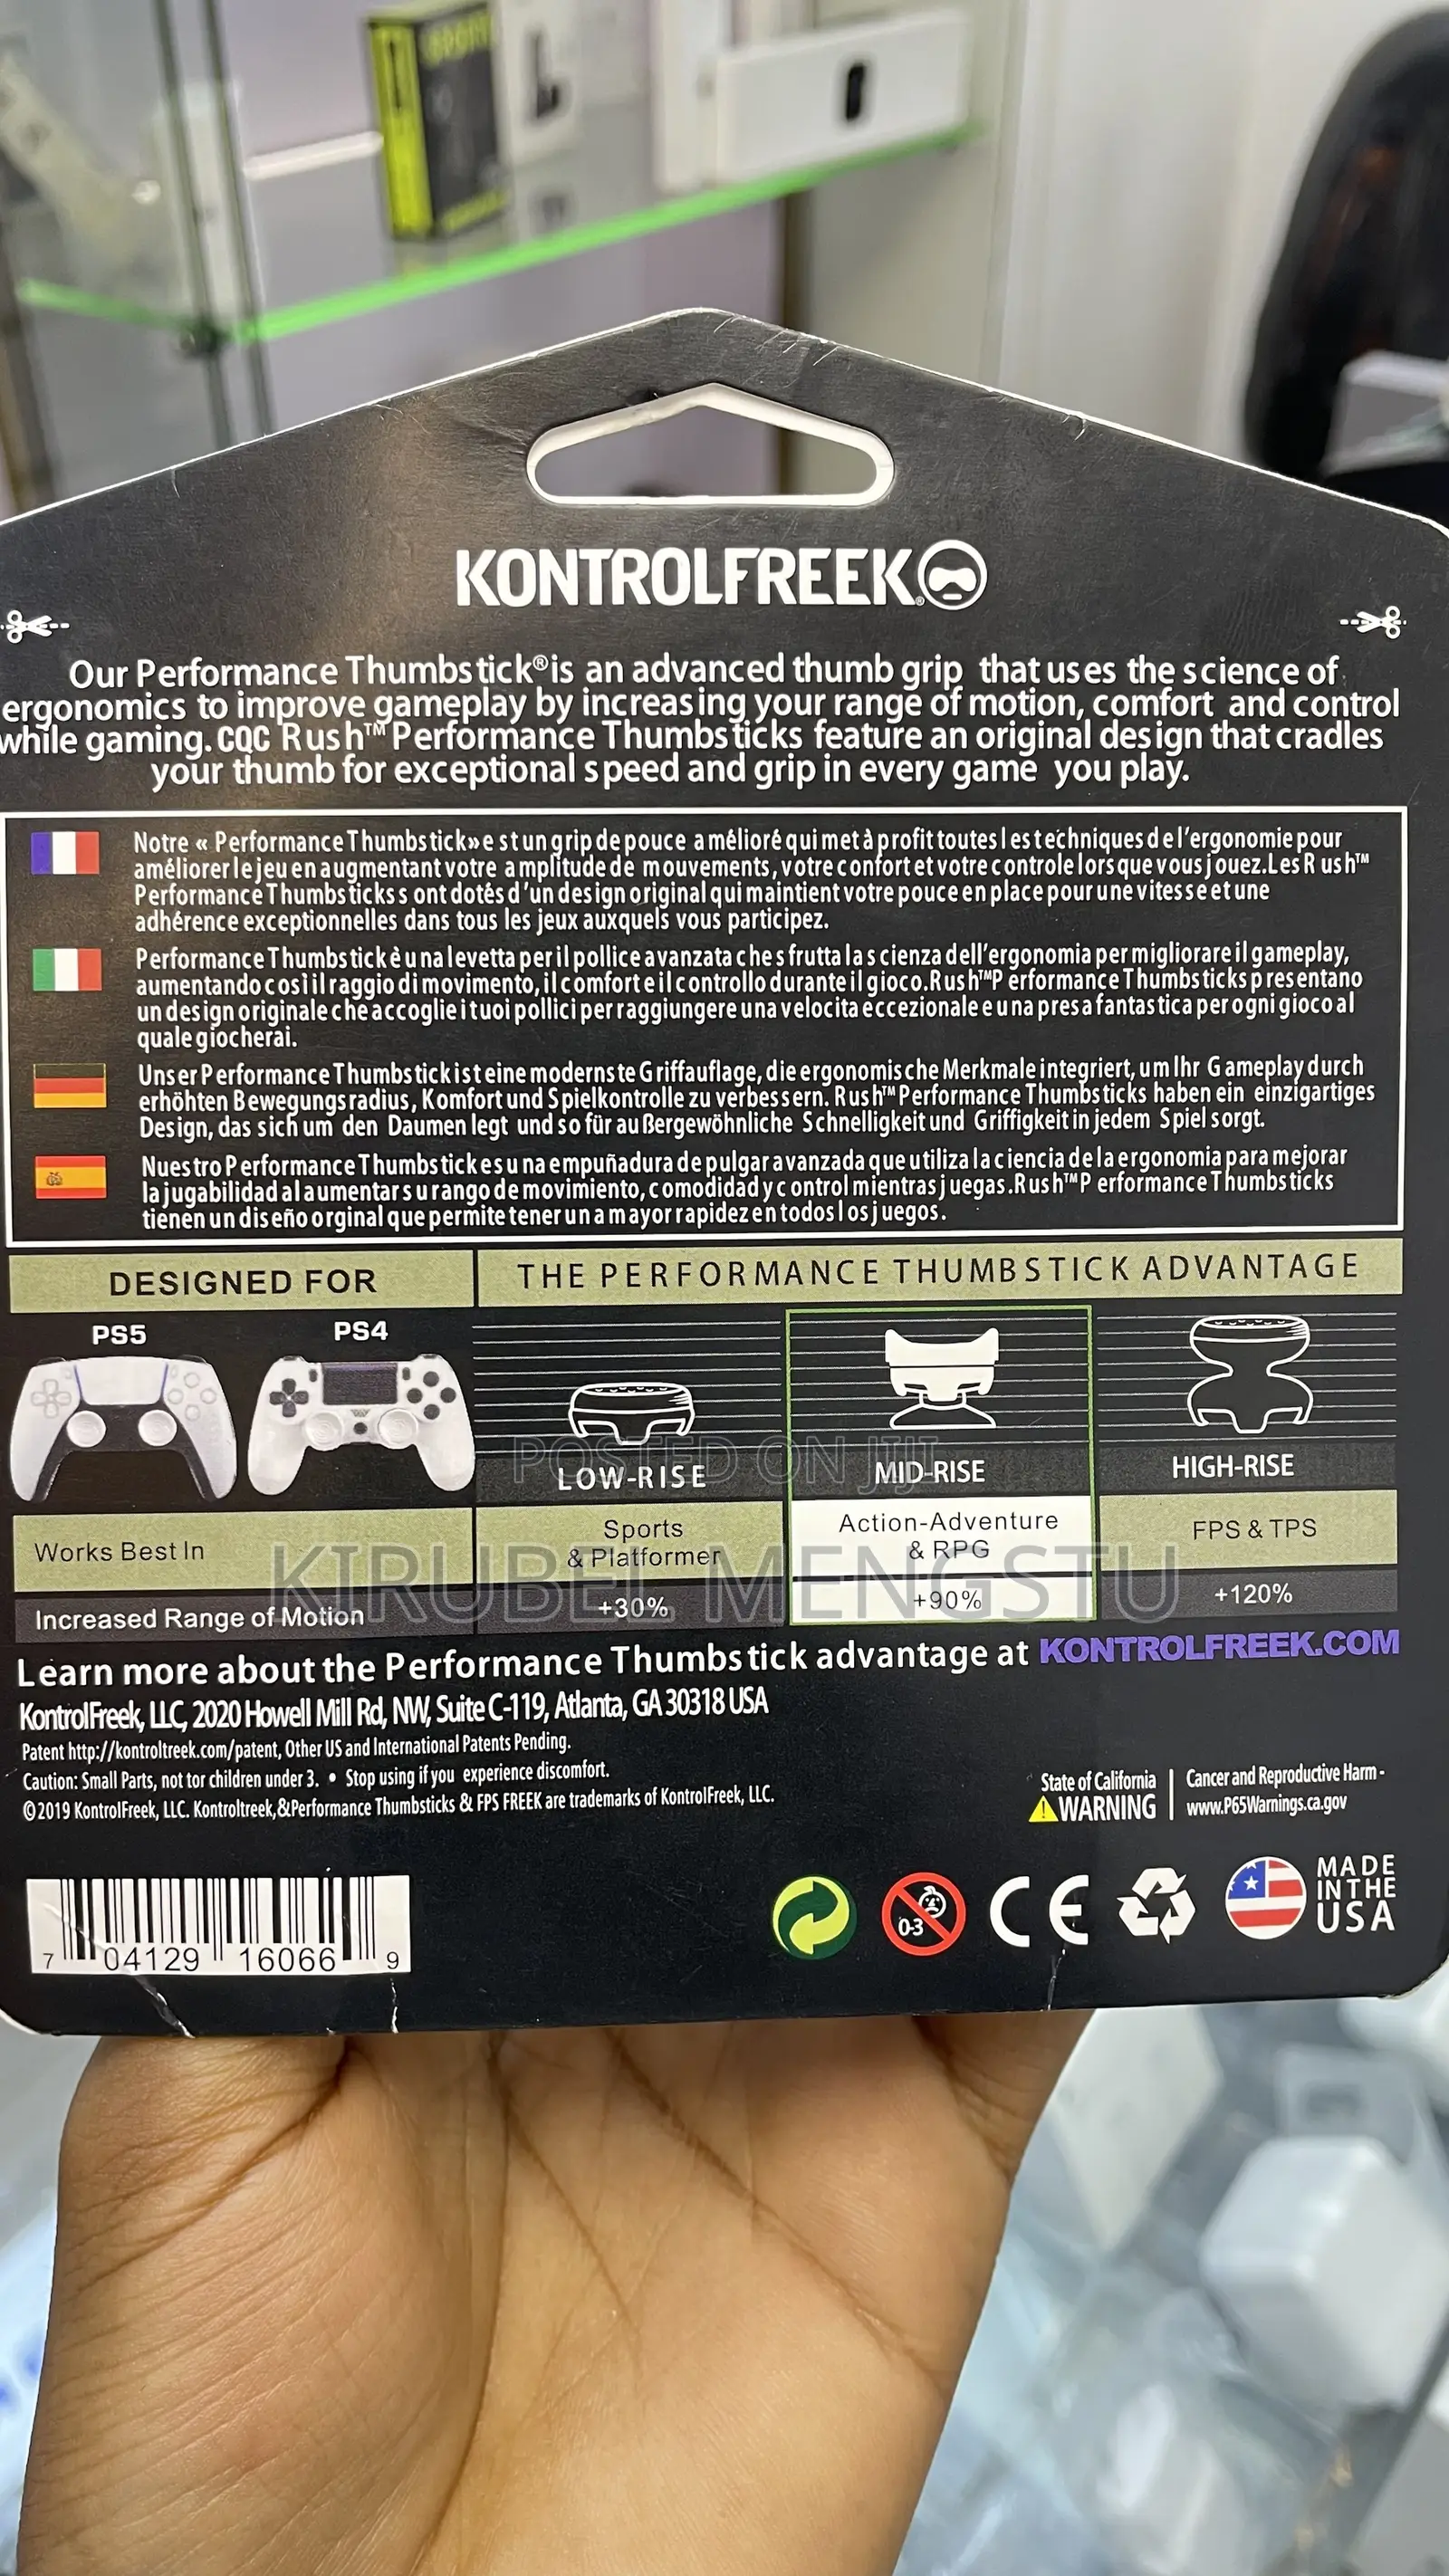 KONTROLFREEK®
Our Performance Thumbstick® is an advanced thumb grip that uses the science of
ergonomics to improve gameplay by increasing your range of motion, comfort and control
while gaming. CQC Rush™ Performance Thumbsticks feature an original design that cradles
your thumb for exceptional speed and grip in every game you play.
Notre « Performance Thumbstick» est un grip de pouce amélioré qui met à profit toutes les techniques de l'ergonomie pour
améliorer le jeu en augmentant votre amplitude de mouvements, votre confort et votre controle lorsque vous jouez. Les Rush™
Performance Thumbsticks sont dotés d'un design original qui maintient votre pouce en place pour une vitesse et une
adhérence exceptionnelles dans tous les jeux auxquels vous participez.
Performance Thumbstick è una levetta per il pollice avanzata che sfrutta la scienza dell'ergonomia per migliorare il gameplay,
aumentando così il raggio di movimento, il comfort e il controllo durante il gioco. Rush™ Performance Thumbsticks presentano
un design originale che accoglie i tuoi pollici per raggiungere una velocita eccezionale e una presa fantastica per ogni gioco al
quale giocherai.
Unser Performance Thumbstick ist eine modernste Griffauflage, die ergonomische Merkmale integriert, um Ihr Gameplay durch
erhöhten Bewegungsradius, Komfort und Spielkontrolle zu verbessern. Rush™ Performance Thumbsticks haben ein einzigartiges
Design, das sich um den Daumen legt und so für außergewöhnliche Schnelligkeit und Griffigkeit in jedem Spiel sorgt.
Nuestro Performance Thumbstick es una empuñadura de pulgar avanzada que utiliza la ciencia de la ergonomia para mejorar
la jugabilidad al aumentar su rango de movimiento, comodidad y control mientras juegas. Rush™ Performance Thumbsticks
tienen un diseño orginal que permite tener una mayor rapidez en todos los juegos.
DESIGNED FOR
THE PERFORMANCE THUMBSTICK ADVANTAGE
PS5 PS4
LOW-RISE MID-RISE HIGH-RISE
POSTED ON JIJI
Works Best In
Sports
& Platformer
Action-Adventure
& RPG
FPS & TPS
KIRUBEL MENGSTU
Increased Range of Motion +30% +90% +120%
Learn more about the Performance Thumbstick advantage at KONTROLFREEK.COM
KontrolFreek, LLC, 2020 Howell Mill Rd, NW, Suite C-119, Atlanta, GA 30318 USA
Patent http://kontroltreek.com/patent, Other US and International Patents Pending.
Caution: Small Parts, not tor children under 3. • Stop using if you experience discomfort.
©2019 KontrolFreek, LLC. Kontroltreek,&Performance Thumbsticks & FPS FREEK are trademarks of KontrolFreek, LLC.
State of California
WARNING
Cancer and Reproductive Harm -
www.P65Warnings.ca.gov
7 04129 16066 9
0-3
CE
MADE
IN THE
USA